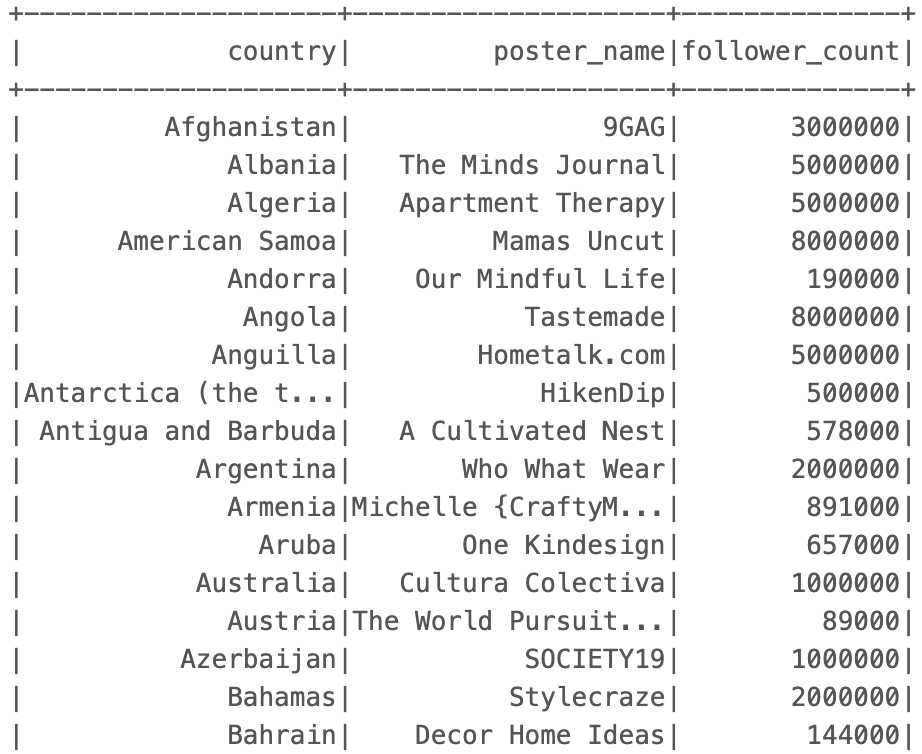 +--------------------+--------------------+--------------+
|             country|         poster_name|follower_count|
+--------------------+--------------------+--------------+
|         Afghanistan|                9GAG|       3000000|
|             Albania|   The Minds Journal|       5000000|
|             Algeria|   Apartment Therapy|       5000000|
|      American Samoa|         Mamas Uncut|       8000000|
|             Andorra|    Our Mindful Life|        190000|
|              Angola|           Tastemade|       8000000|
|            Anguilla|        Hometalk.com|       5000000|
|Antarctica (the t...|            HikenDip|        500000|
| Antigua and Barbuda|   A Cultivated Nest|        578000|
|           Argentina|       Who What Wear|       2000000|
|             Armenia|Michelle {CraftyM...|        891000|
|               Aruba|       One Kindesign|        657000|
|           Australia|   Cultura Colectiva|       1000000|
|             Austria|The World Pursuit...|         89000|
|          Azerbaijan|           SOCIETY19|       1000000|
|             Bahamas|          Stylecraze|       2000000|
|             Bahrain|    Decor Home Ideas|        144000|